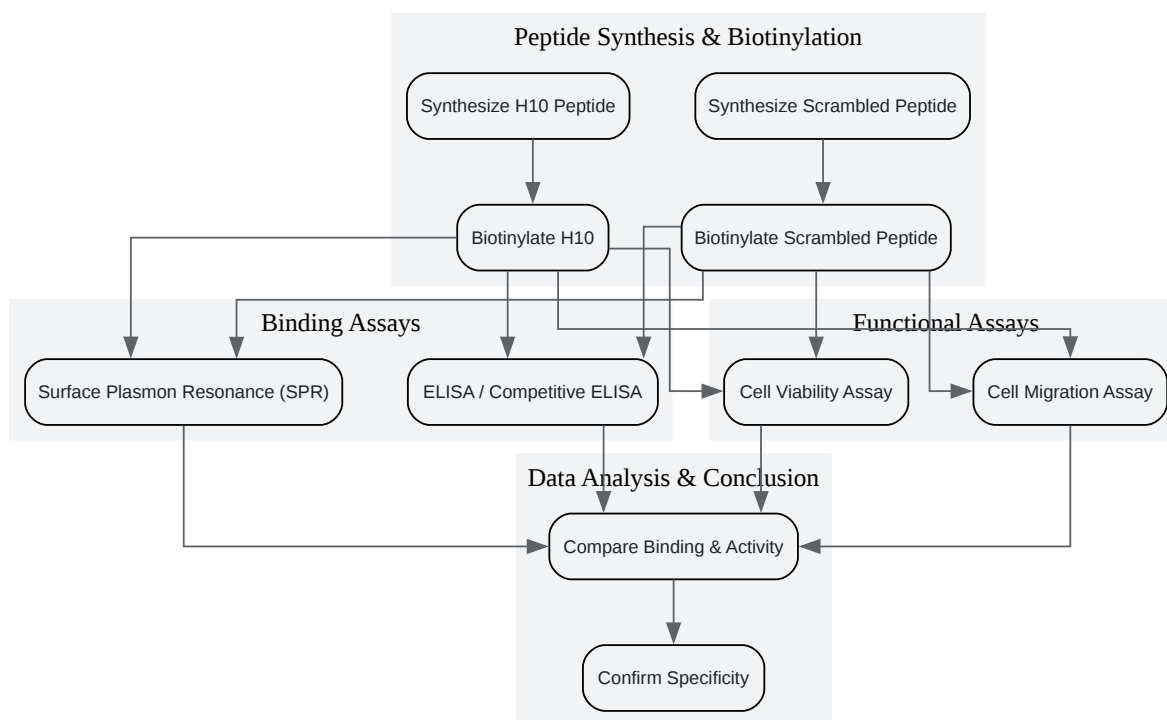 Peptide Synthesis & Biotinylation
Synthesize H10 Peptide
Synthesize Scrambled Peptide
Biotinylate H10
Biotinylate Scrambled Peptide
Binding Assays
Functional Assays
Surface Plasmon Resonance (SPR)
ELISA / Competitive ELISA
Cell Viability Assay
Cell Migration Assay
Data Analysis & Conclusion
Compare Binding & Activity
Confirm Specificity